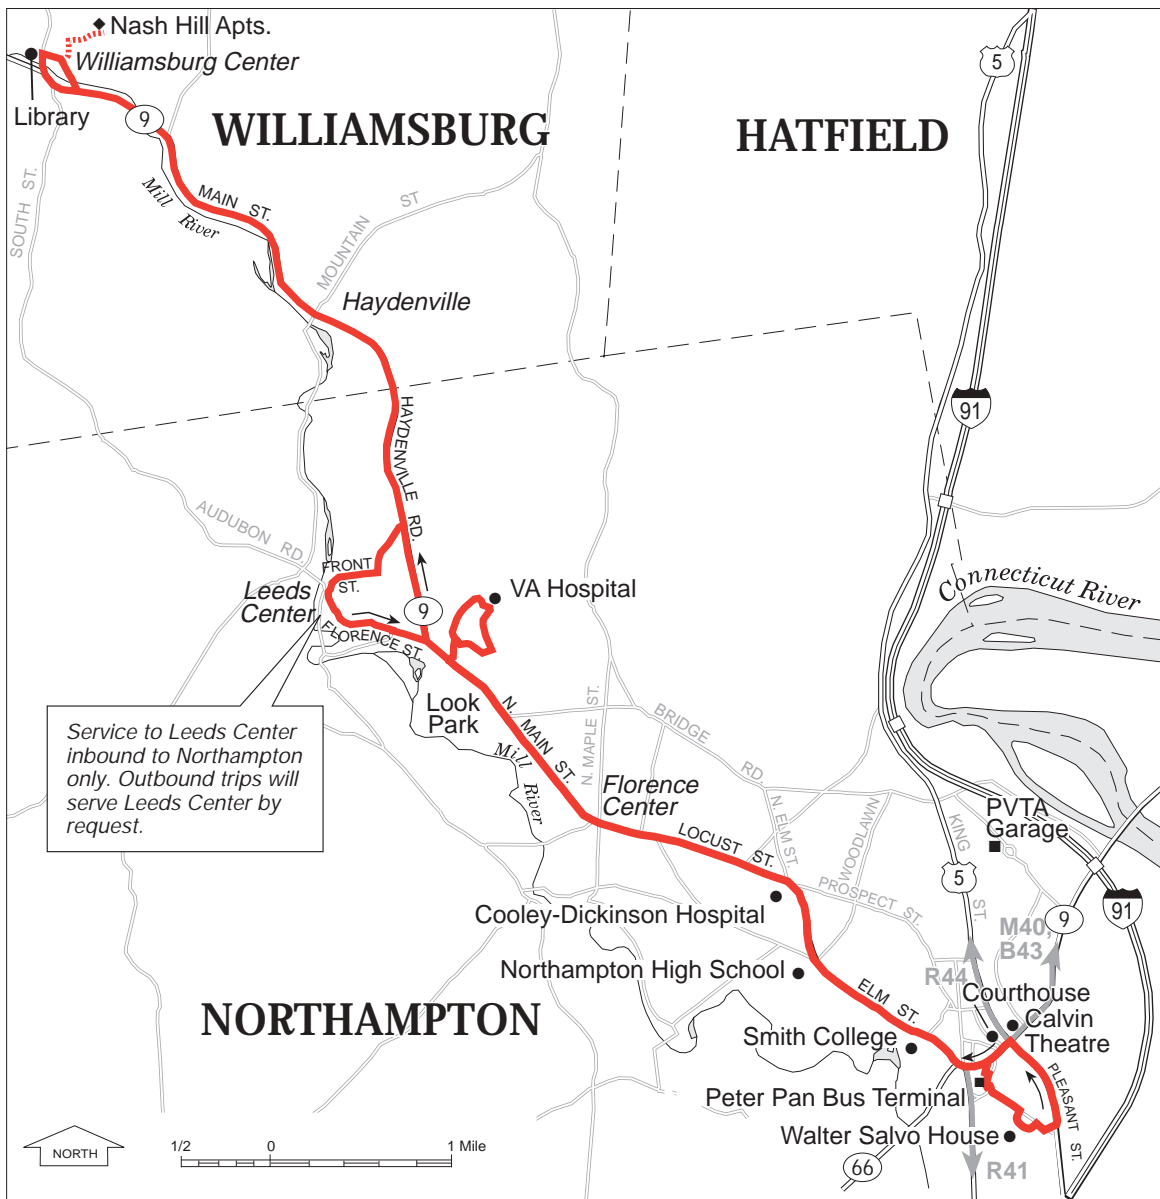 Nash Hill Apts.
Williamsburg Center
Library
9
WILLIAMSBURG
HATFIELD
5
SOUTH ST.
Mill River
MAIN ST.
MOUNTAIN ST
Haydenville
91
HAYDENVILLE RD.
AUDUBON RD.
FRONT ST.
Leeds
Center
FLORENCE ST.
9
VA Hospital
Connecticut River
Look
Park
N. MAIN ST.
Mill River
N. MAPLE ST.
BRIDGE RD.
Service to Leeds Center
inbound to Northampton
only. Outbound trips will
serve Leeds Center by
request.
Florence
Center
LOCUST ST.
N. ELM ST.
WOODLAWN
PROSPECT ST.
KING ST.
PVTA
Garage
5
9
91
Cooley-Dickinson Hospital
M40,
B43
R44
Northampton High School
ELM ST.
Courthouse
Calvin
Theatre
NORTHAMPTON
Smith College
PLEASANT ST.
Peter Pan Bus Terminal
Walter Salvo House
66
R41
NORTH
1/2 0 1 Mile